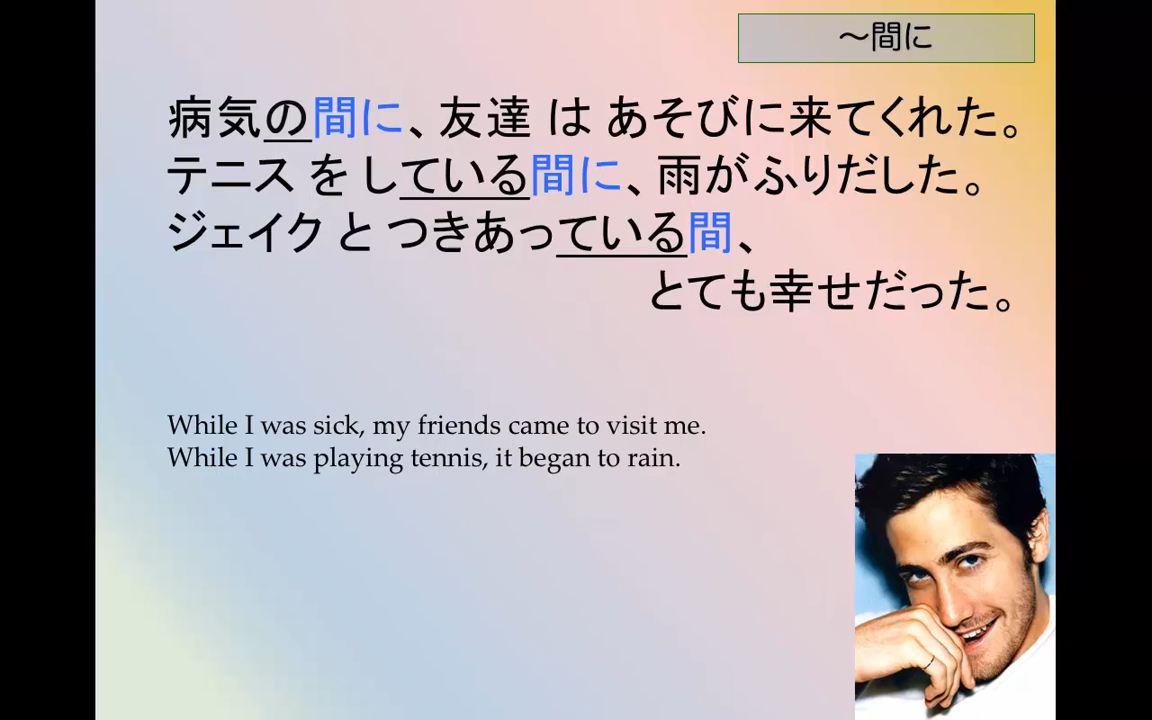 〜間に
病気の間に、友達 は あそびに来てくれた。
テニス を している間に、雨がふりだした。
ジェイク と つきあっている間、
とても幸せだった。
While I was sick, my friends came to visit me.
While I was playing tennis, it began to rain.